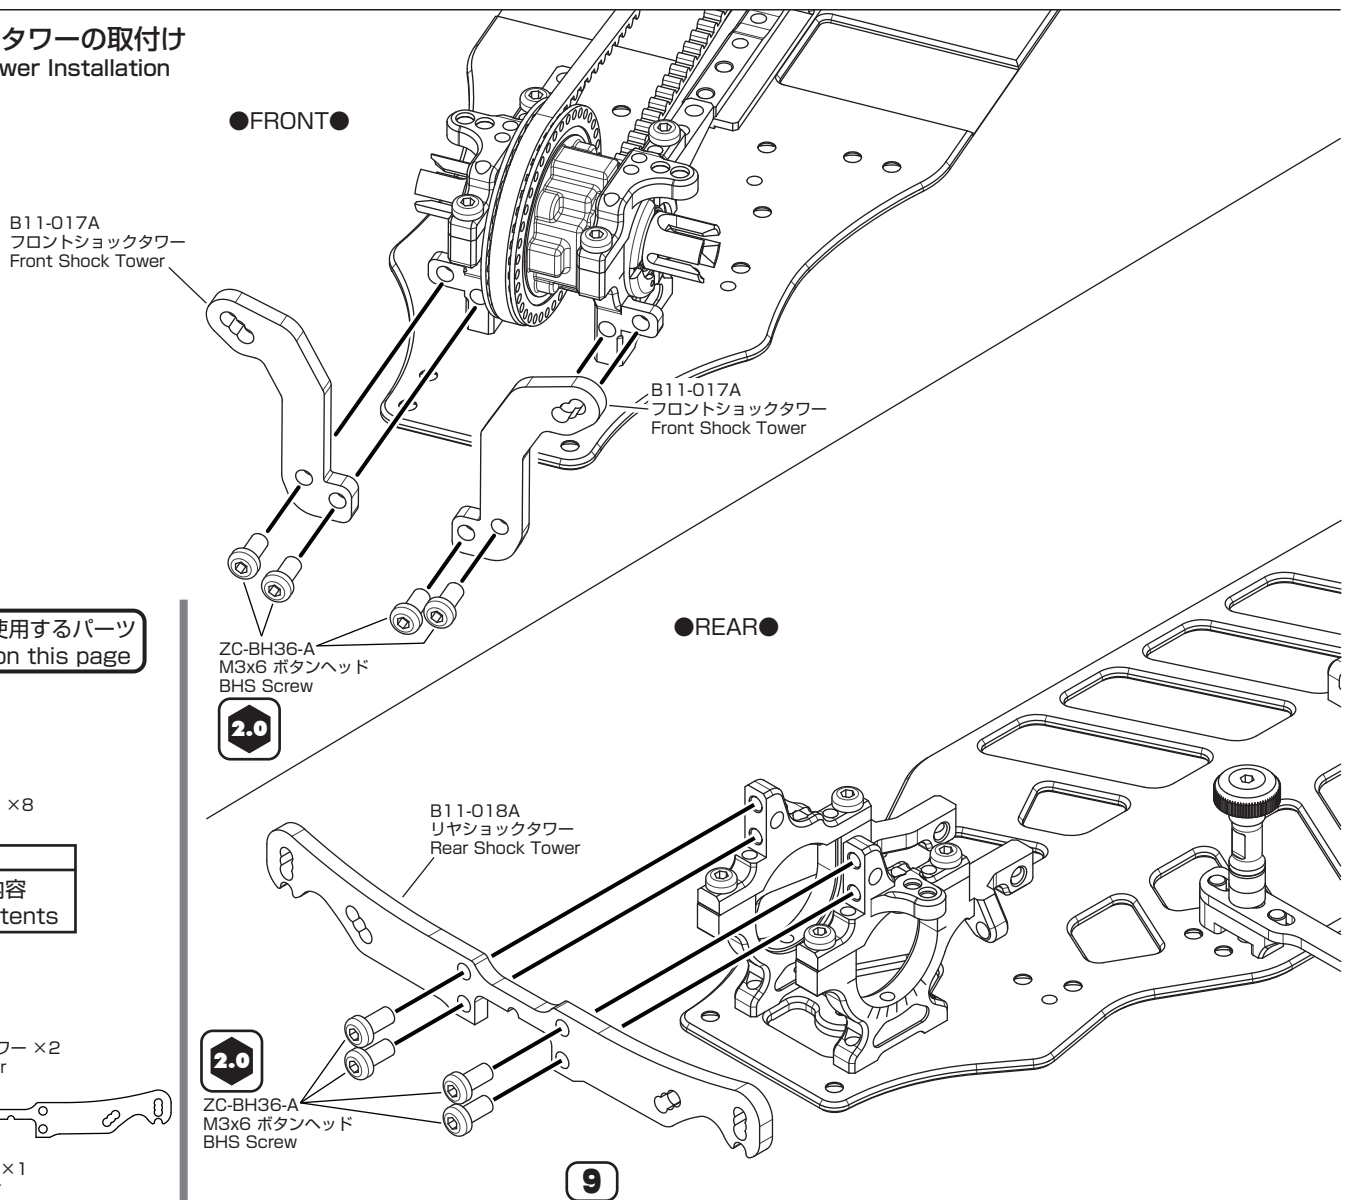 タワーの取付け
wer Installation
●FRONT●
B11-017A
フロントショックタワー
Front Shock Tower
B11-017A
フロントショックタワー
Front Shock Tower
ZC-BH36-A
M3x6 ボタンヘッド
BHS Screw
2.0
使用するパーツ
on this page
×8
内容
tents
ワー ×2
r
×1
●REAR●
B11-018A
リヤショックタワー
Rear Shock Tower
2.0
ZC-BH36-A
M3x6 ボタンヘッド
BHS Screw
9